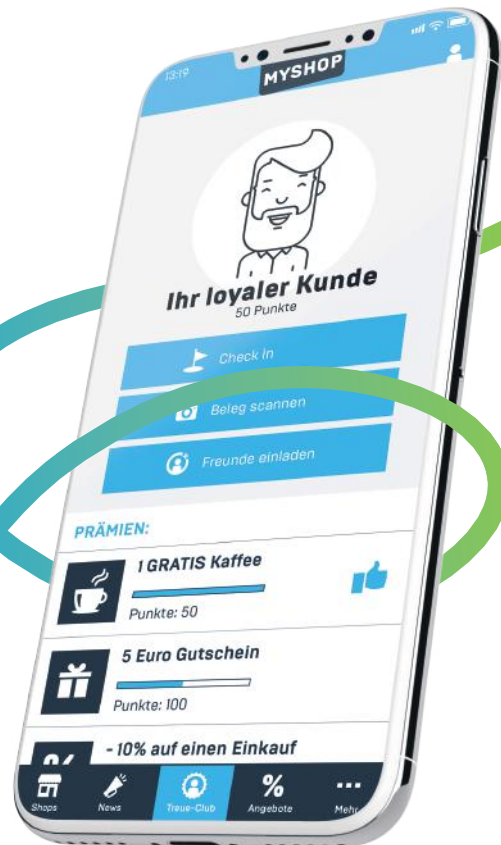 13:19
MYSHOP
Ihr loyaler Kunde
50 Punkte
Check In
Beleg scannen
Freunde einladen
PRÄMIEN:
1 GRATIS Kaffee
Punkte: 50
5 Euro Gutschein
Punkte: 100
- 10% auf einen Einkauf
%
Shops
News
Treue-Club
Angebote
Mehr